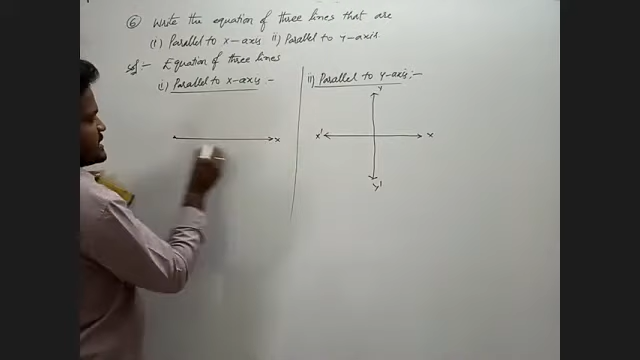 ⑥ Write the equation of three lines that are
(i) Parallel to x-axis ii) Parallel to y-axis.
Sol:- Equation of three lines
(i) Parallel to x-axis :-
x
ii) Parallel to y-axis :-
y
x' x
y'